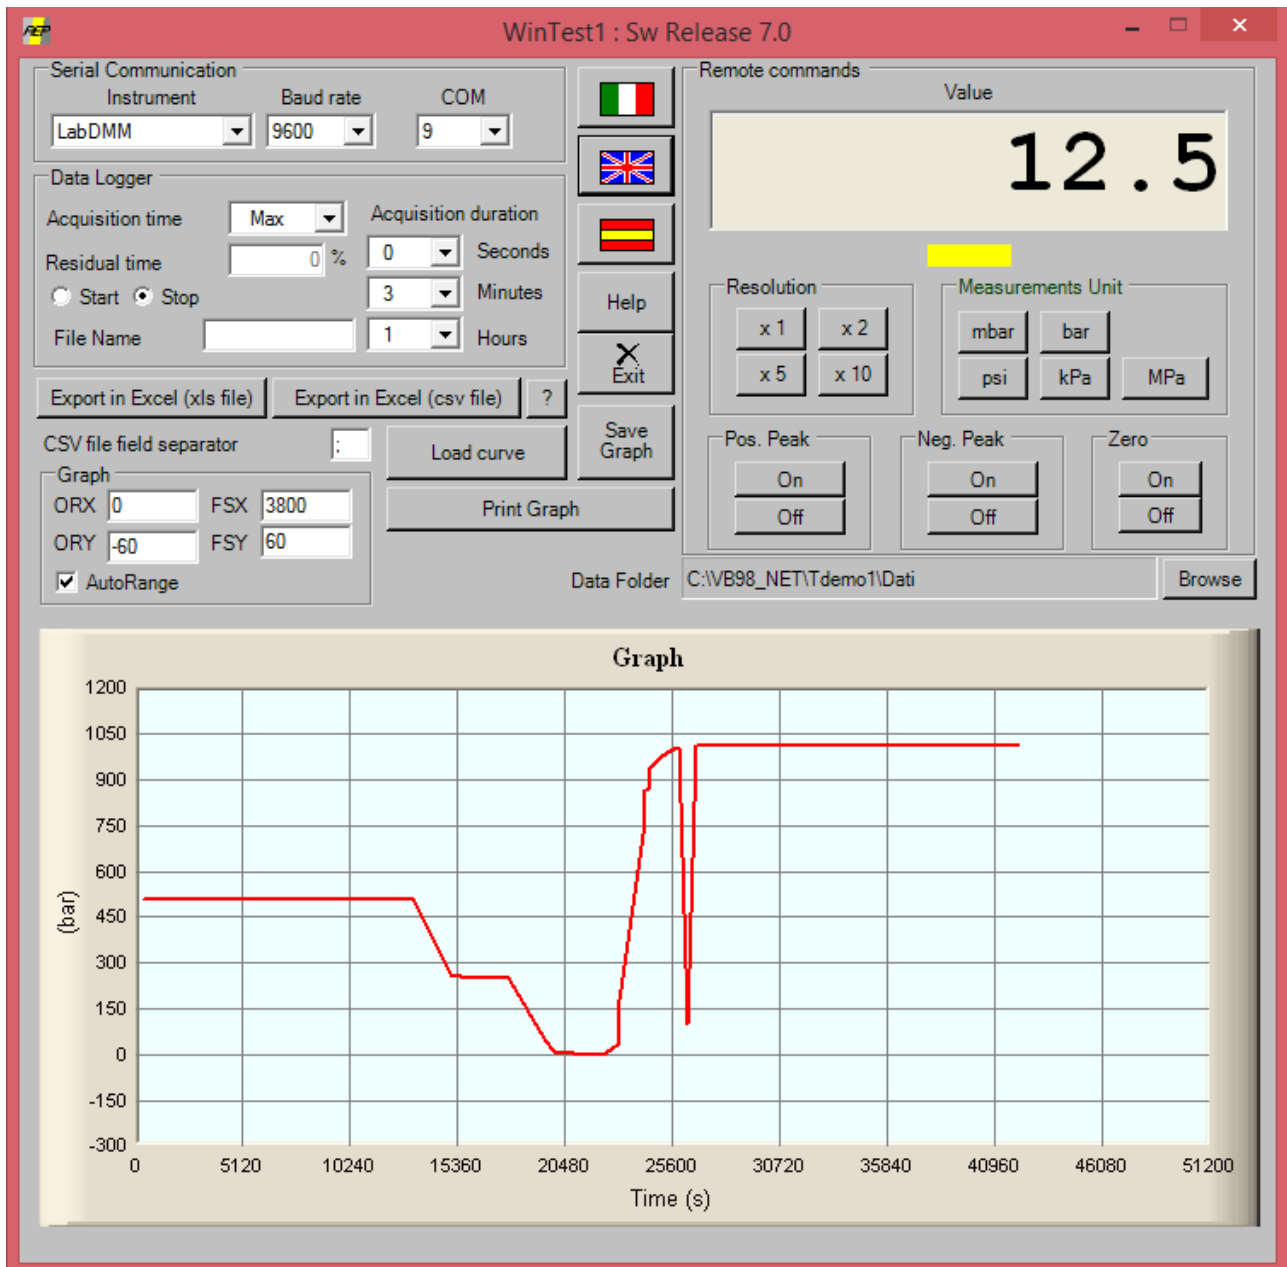 AEP
WinTest1 : Sw Release 7.0
Serial Communication
Instrument Baud rate COM
LabDMM 9600 9
Data Logger
Acquisition time Max Acquisition duration
Residual time 0 % 0 Seconds
Start Stop 3 Minutes
File Name 1 Hours
Export in Excel (xls file) Export in Excel (csv file) ?
CSV file field separator ;
Load curve
Graph
ORX 0 FSX 3800
ORY -60 FSY 60
AutoRange
Print Graph
Help
Exit
Save
Graph
Remote commands
Value
12.5
Resolution
x 1 x 2
x 5 x 10
Measurements Unit
mbar bar
psi kPa MPa
Pos. Peak Neg. Peak Zero
On On On
Off Off Off
Data Folder C:\VB98_NET\Tdemo1\Dati Browse
Graph
1200
1050
900
750
600
450
300
150
0
-150
-300
(bar)
0 5120 10240 15360 20480 25600 30720 35840 40960 46080 51200
Time (s)